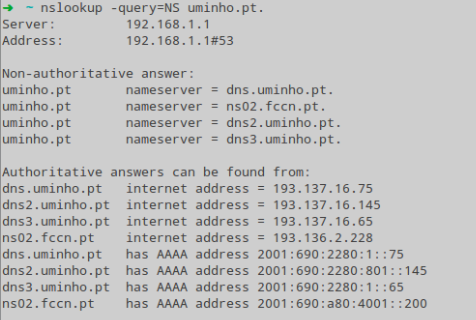 ➜ ~ nslookup -query=NS uminho.pt.
Server: 192.168.1.1
Address: 192.168.1.1#53
Non-authoritative answer:
uminho.pt nameserver = dns.uminho.pt.
uminho.pt nameserver = ns02.fccn.pt.
uminho.pt nameserver = dns2.uminho.pt.
uminho.pt nameserver = dns3.uminho.pt.
Authoritative answers can be found from:
dns.uminho.pt internet address = 193.137.16.75
dns2.uminho.pt internet address = 193.137.16.145
dns3.uminho.pt internet address = 193.137.16.65
ns02.fccn.pt internet address = 193.136.2.228
dns.uminho.pt has AAAA address 2001:690:2280:1::75
dns2.uminho.pt has AAAA address 2001:690:2280:801::145
dns3.uminho.pt has AAAA address 2001:690:2280:1::65
ns02.fccn.pt has AAAA address 2001:690:a80:4001::200